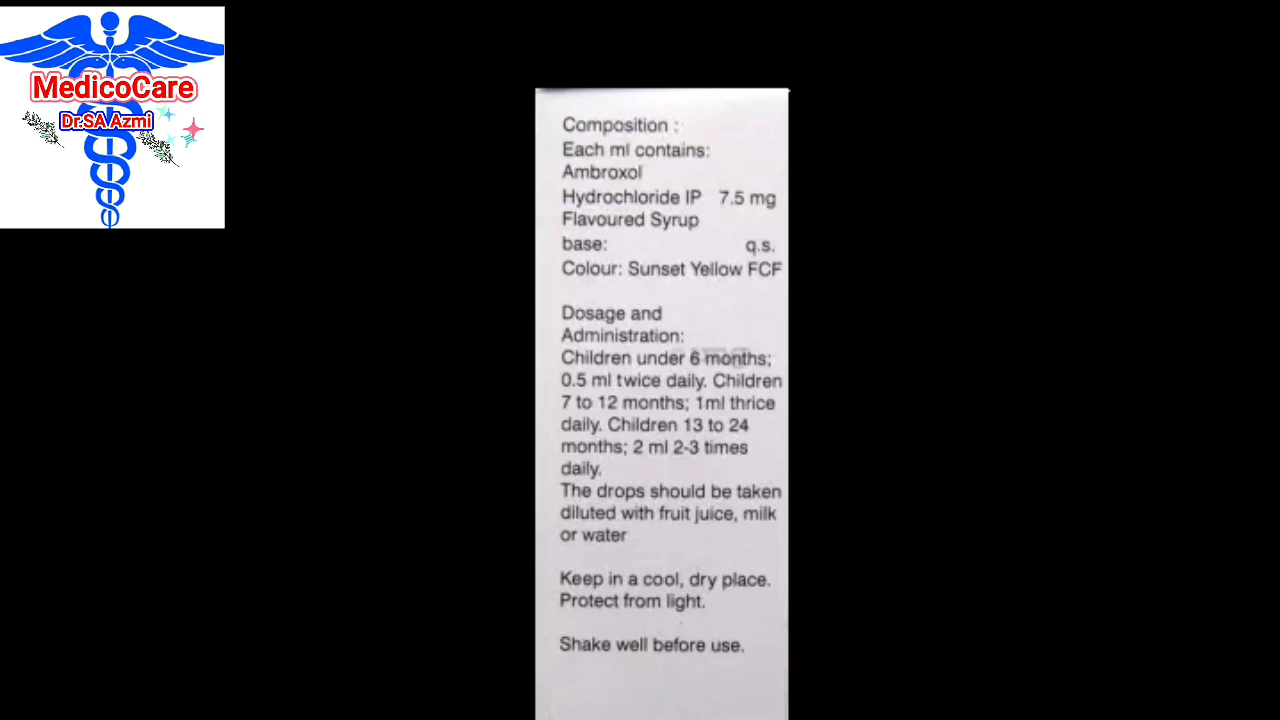 MedicoCare
Dr.SA Azmi
Composition :
Each ml contains:
Ambroxol
Hydrochloride IP 7.5 mg
Flavoured Syrup
base: q.s.
Colour: Sunset Yellow FCF
Dosage and
Administration:
Children under 6 months;
0.5 ml twice daily. Children
7 to 12 months; 1ml thrice
daily. Children 13 to 24
months; 2 ml 2-3 times
daily.
The drops should be taken
diluted with fruit juice, milk
or water
Keep in a cool, dry place.
Protect from light.
Shake well before use.